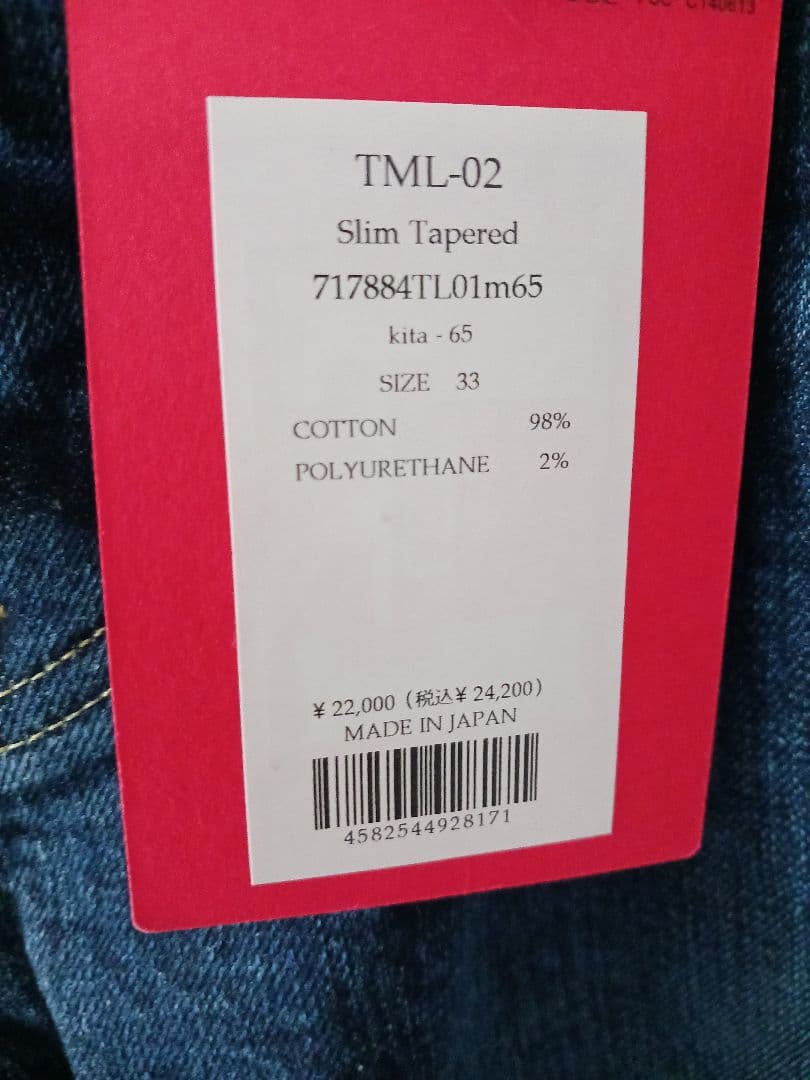 C140813
TML-02
Slim Tapered
717884TL01m65
kita - 65
SIZE 33
COTTON 98%
POLYURETHANE 2%
¥ 22,000 (税込¥ 24,200)
MADE IN JAPAN
4582544928171